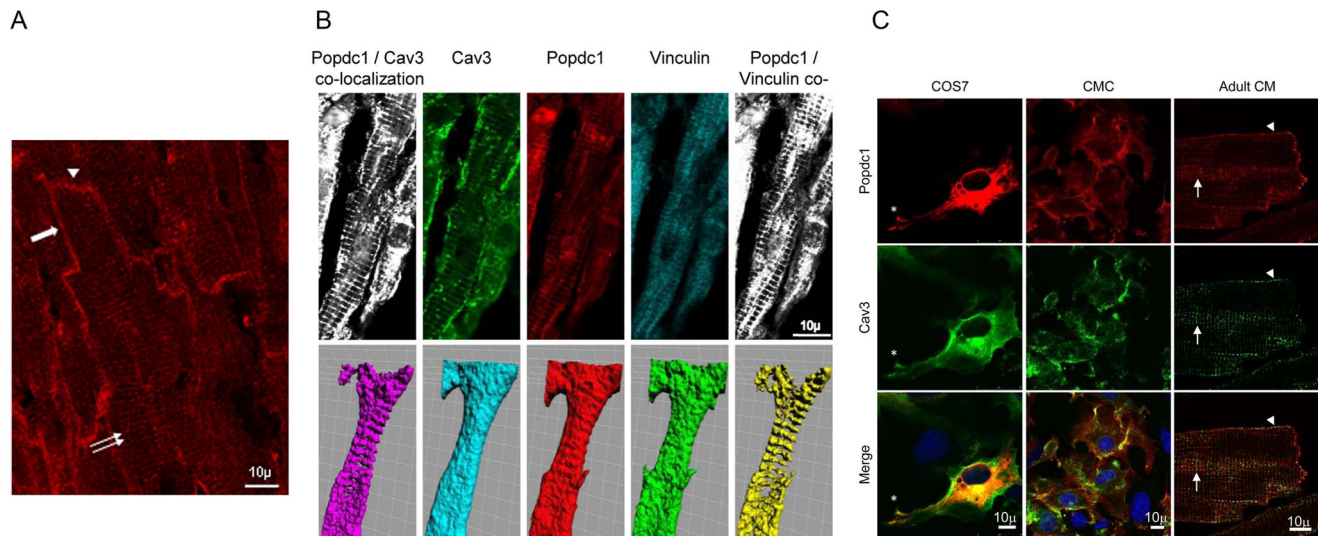 A
B
C
Popdc1 / Cav3
co-localization
Cav3
Popdc1
Vinculin
Popdc1 /
Vinculin co-
COS7
CMC
Adult CM
Popdc1
*
Cav3
*
Merge
*
10µ
10µ
10µ
10µ
10µ